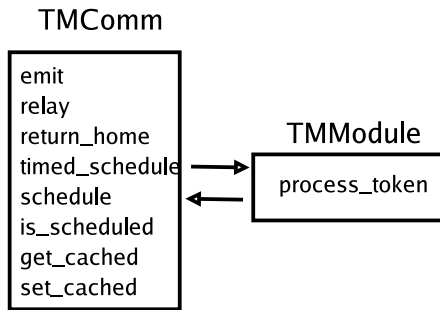 TMComm
emit
relay
return_home
timed_schedule
schedule
is_scheduled
get_cached
set_cached
TMModule
process_token